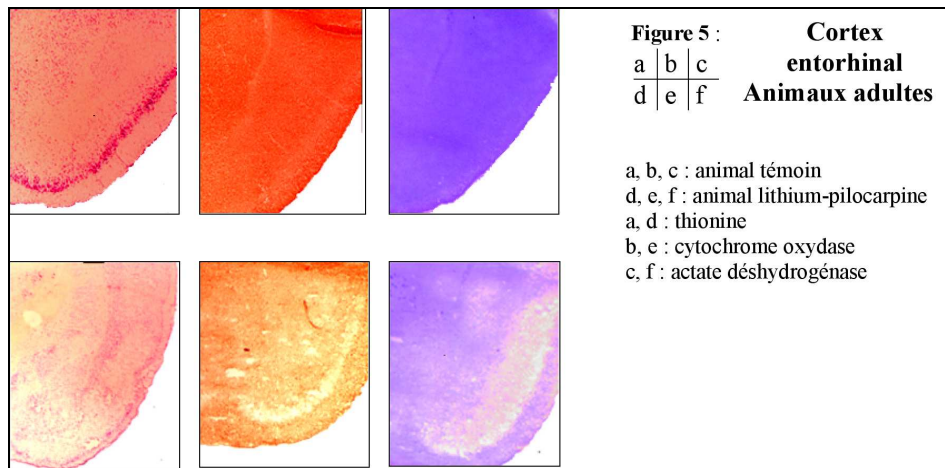 Figure 5 :
a b c
d e f
Cortex
entorhinal
Animaux adultes
a, b, c : animal témoin
d, e, f : animal lithium-pilocarpine
a, d : thionine
b, e : cytochrome oxydase
c, f : actate déshydrogénase